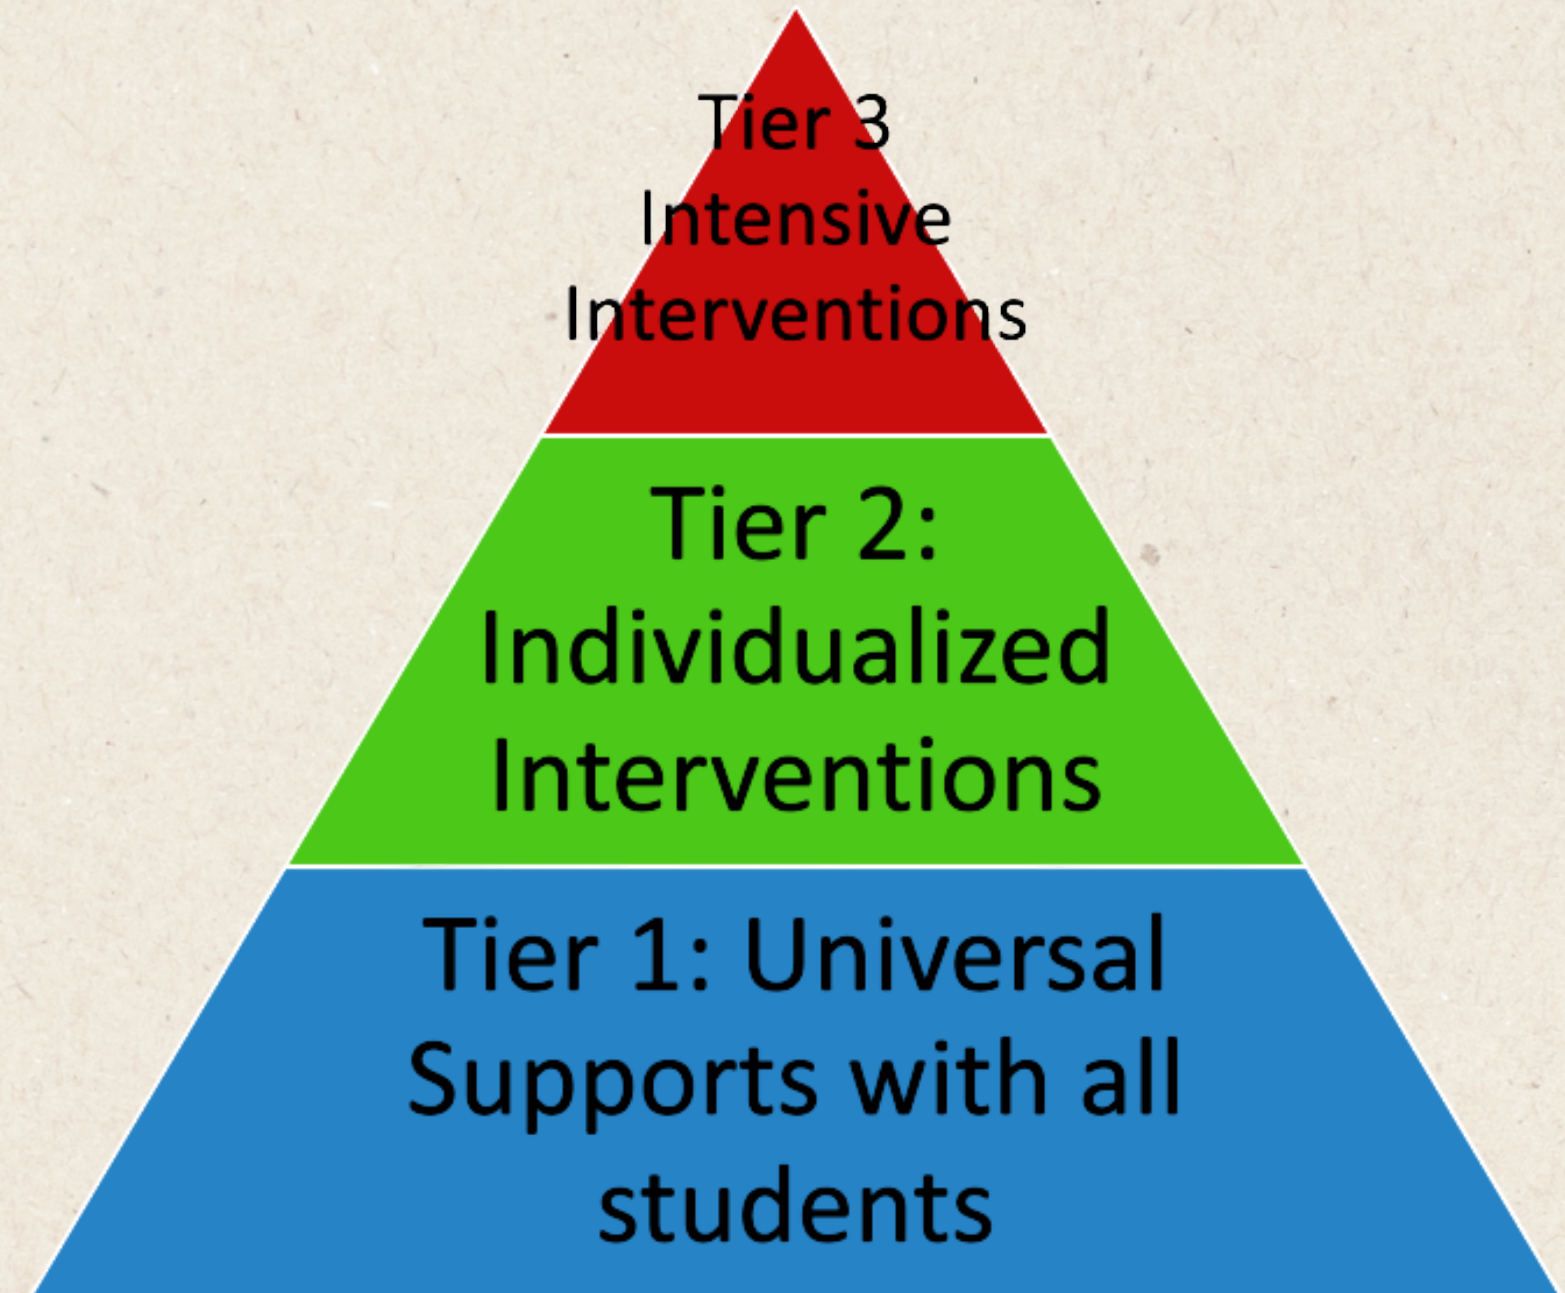 Tier 3
Intensive
Interventions
Tier 2:
Individualized
Interventions
Tier 1: Universal
Supports with all
students